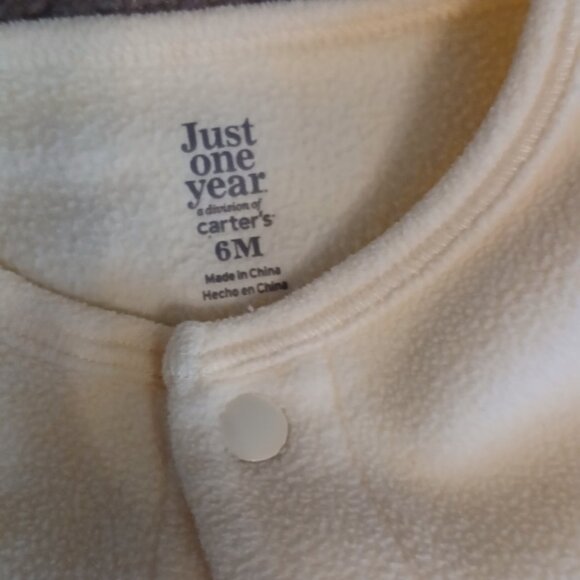 Just
one
year
a division of
carter's
6M
Made in China
Hecho en China